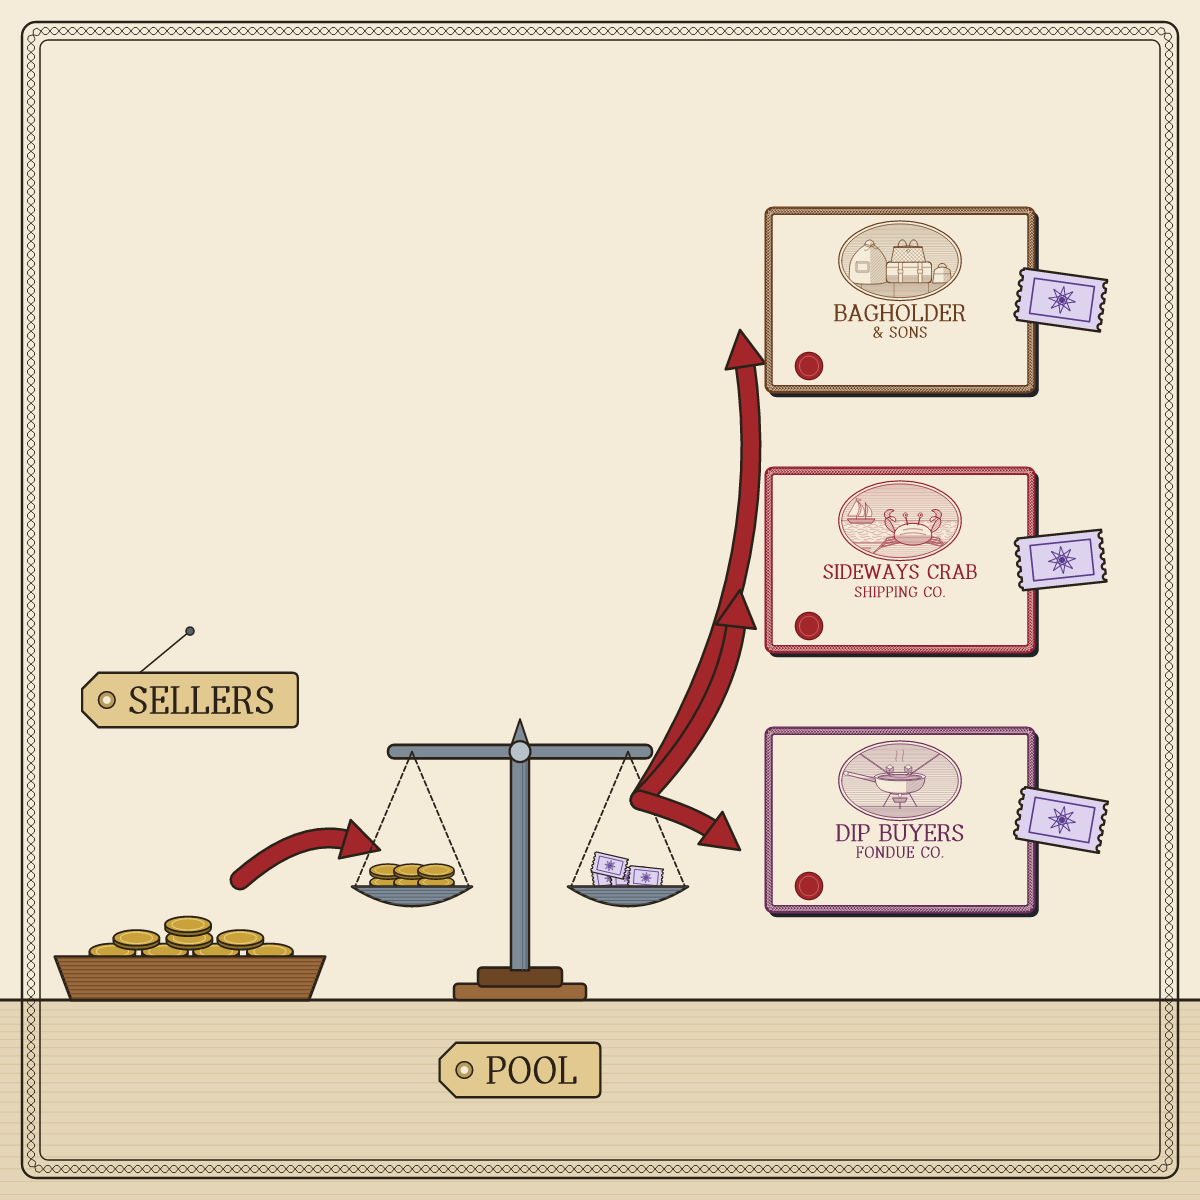 BAGHOLDER
& SONS
SIDEWAYS CRAB
SHIPPING CO.
SELLERS
DIP BUYERS
FONDUE CO.
POOL